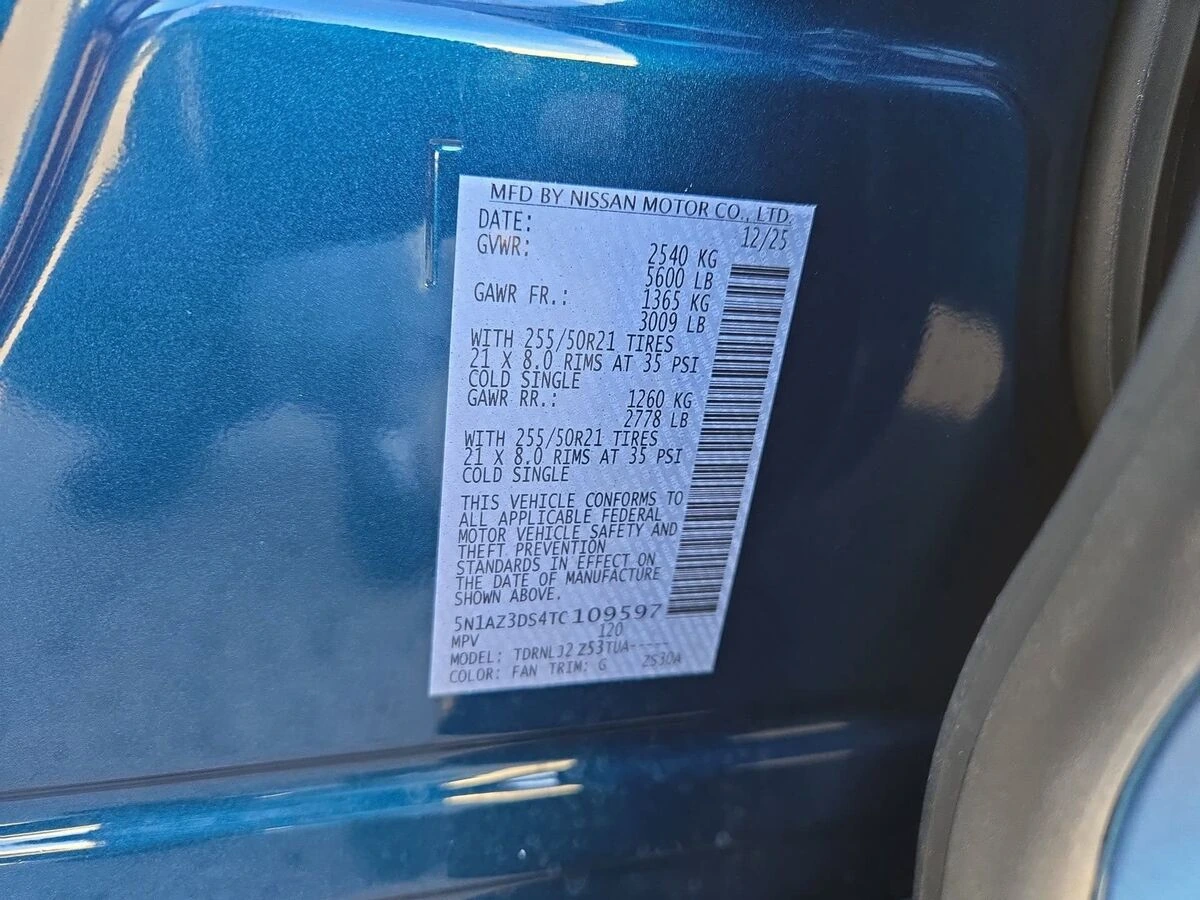 MFD BY NISSAN MOTOR CO., LTD.
DATE: 12/25
GVWR: 2540 KG
5600 LB
GAWR FR.: 1365 KG
3009 LB
WITH 255/50R21 TIRES
21 X 8.0 RIMS AT 35 PSI
COLD SINGLE
GAWR RR.: 1260 KG
2778 LB
WITH 255/50R21 TIRES
21 X 8.0 RIMS AT 35 PSI
COLD SINGLE
THIS VEHICLE CONFORMS TO
ALL APPLICABLE FEDERAL
MOTOR VEHICLE SAFETY AND
THEFT PREVENTION
STANDARDS IN EFFECT ON
THE DATE OF MANUFACTURE
SHOWN ABOVE.
5N1AZ3DS4TC109597
MPV 120
MODEL: TDRNLJ2 Z53TUA-----
COLOR: FAN TRIM: G ZS30A